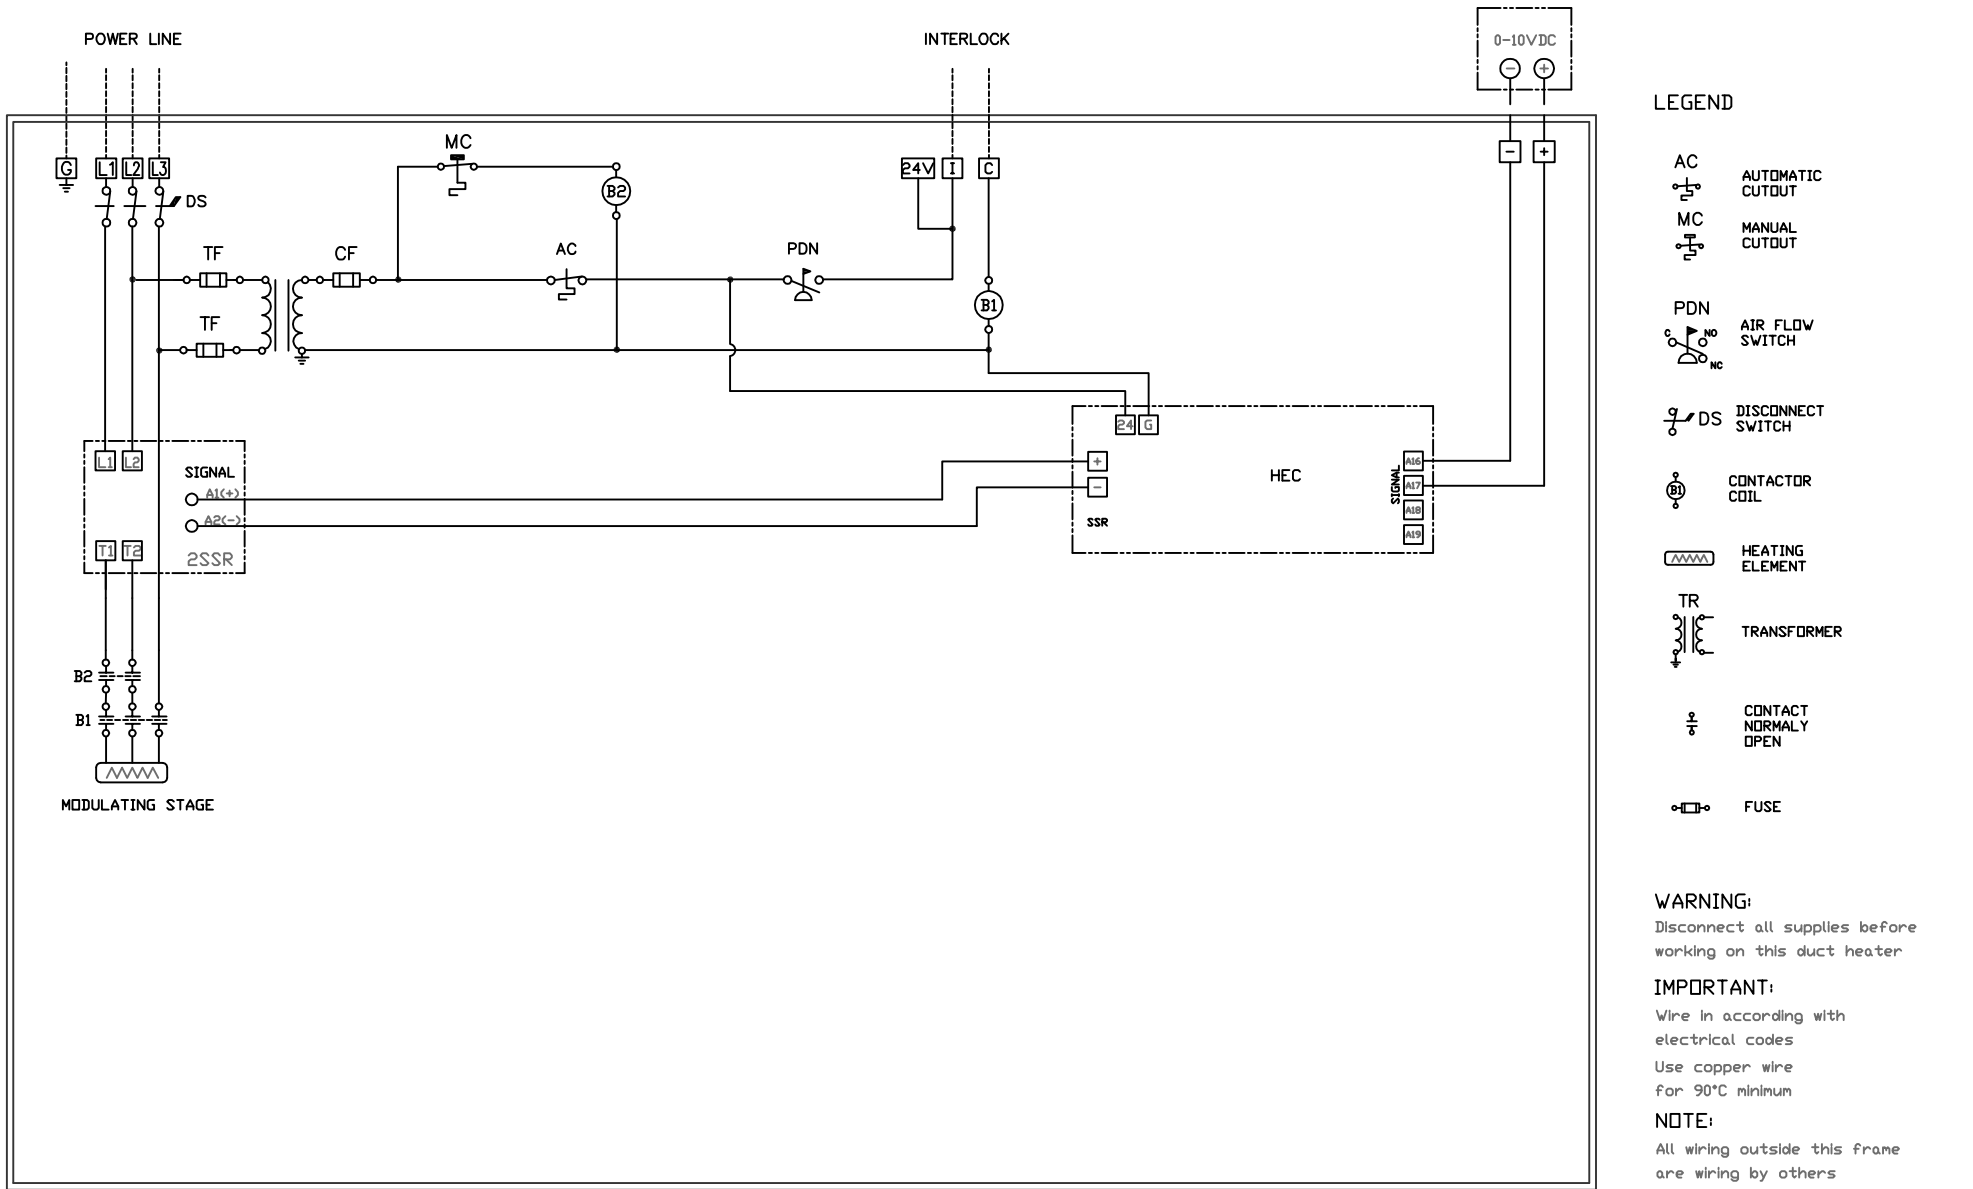 POWER LINE
INTERLOCK
0-10VDC
- +
G L1 L2 L3
DS
MC
B2
24V I C
- +
TF
CF
AC
PDN
B1
TF
24 G
L1 L2
SIGNAL
A1(+)
A2(-)
T1 T2
2SSR
+
-
SSR
HEC
SIGNAL
A16
A17
A18
A19
B2
B1
MODULATING STAGE
LEGEND
AC
AUTOMATIC
CUTOUT
MC
MANUAL
CUTOUT
PDN
C NO
NC
AIR FLOW
SWITCH
DS
DISCONNECT
SWITCH
B1
CONTACTOR
COIL
HEATING
ELEMENT
TR
TRANSFORMER
CONTACT
NORMALY
OPEN
FUSE
WARNING:
Disconnect all supplies before
working on this duct heater
IMPORTANT:
Wire in according with
electrical codes
Use copper wire
for 90°C minimum
NOTE:
All wiring outside this frame
are wiring by others